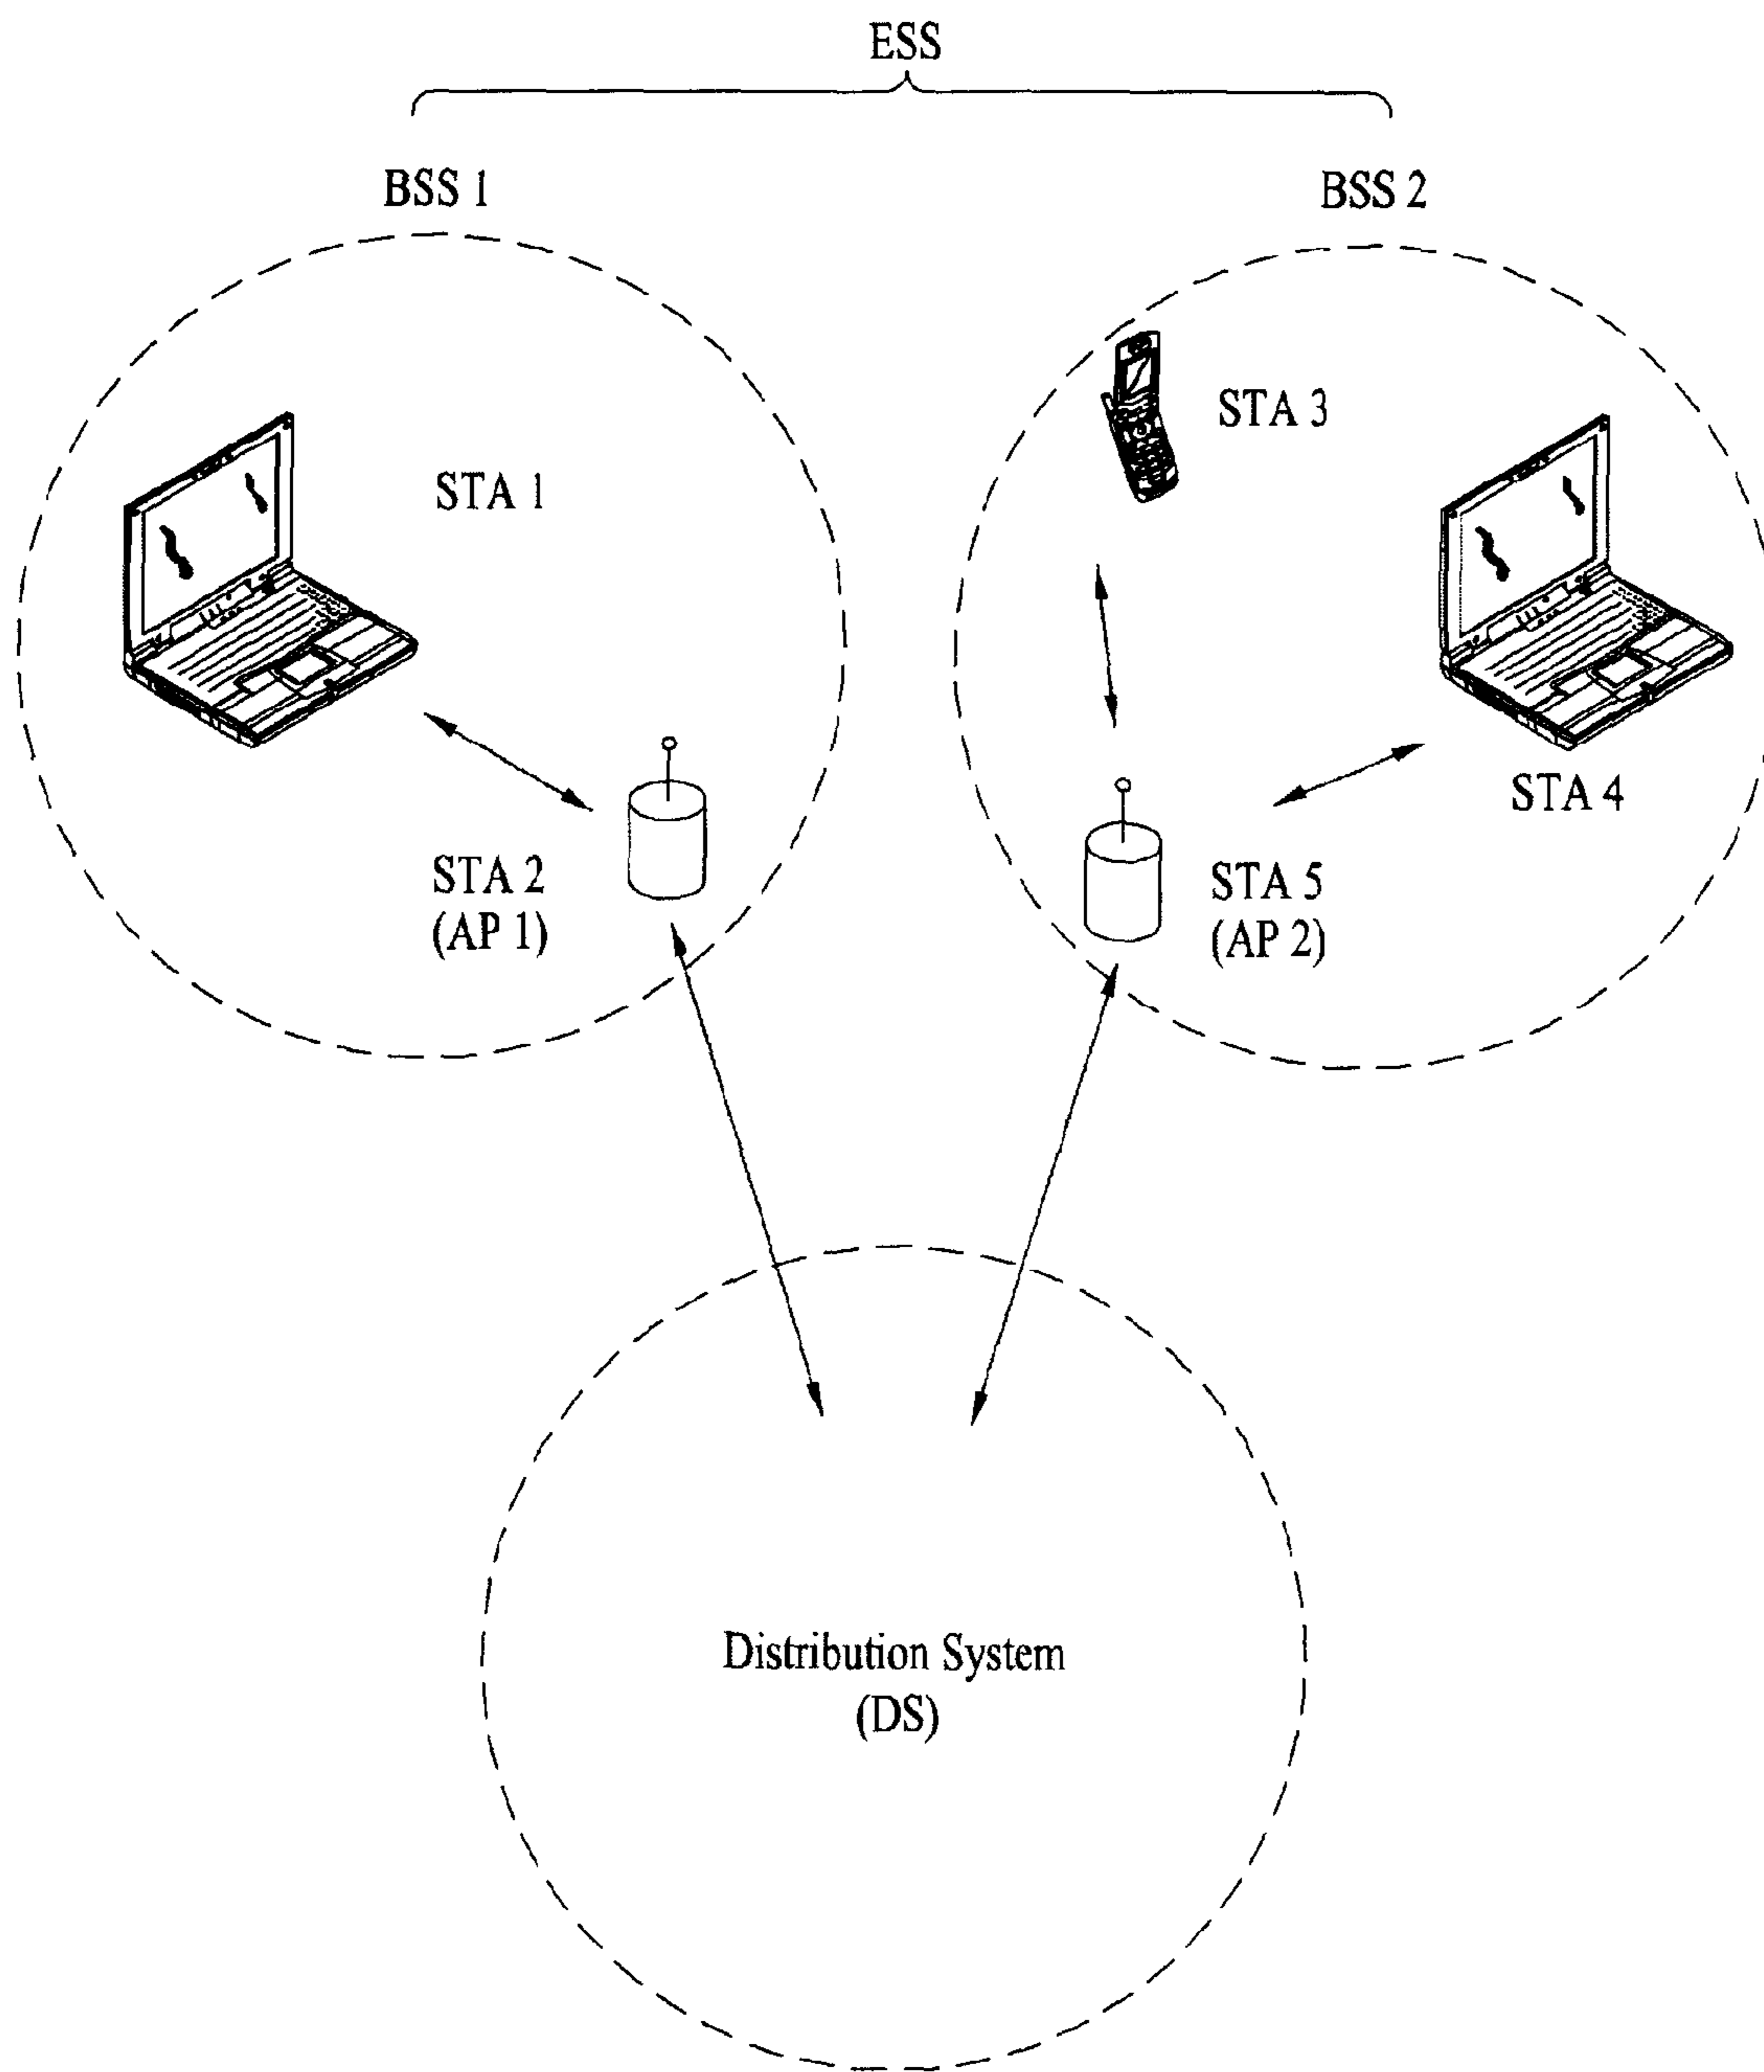 ESS
BSS 1
BSS 2
STA 1
STA 3
STA 4
STA 2
(AP 1)
STA 5
(AP 2)
Distribution System
(DS)